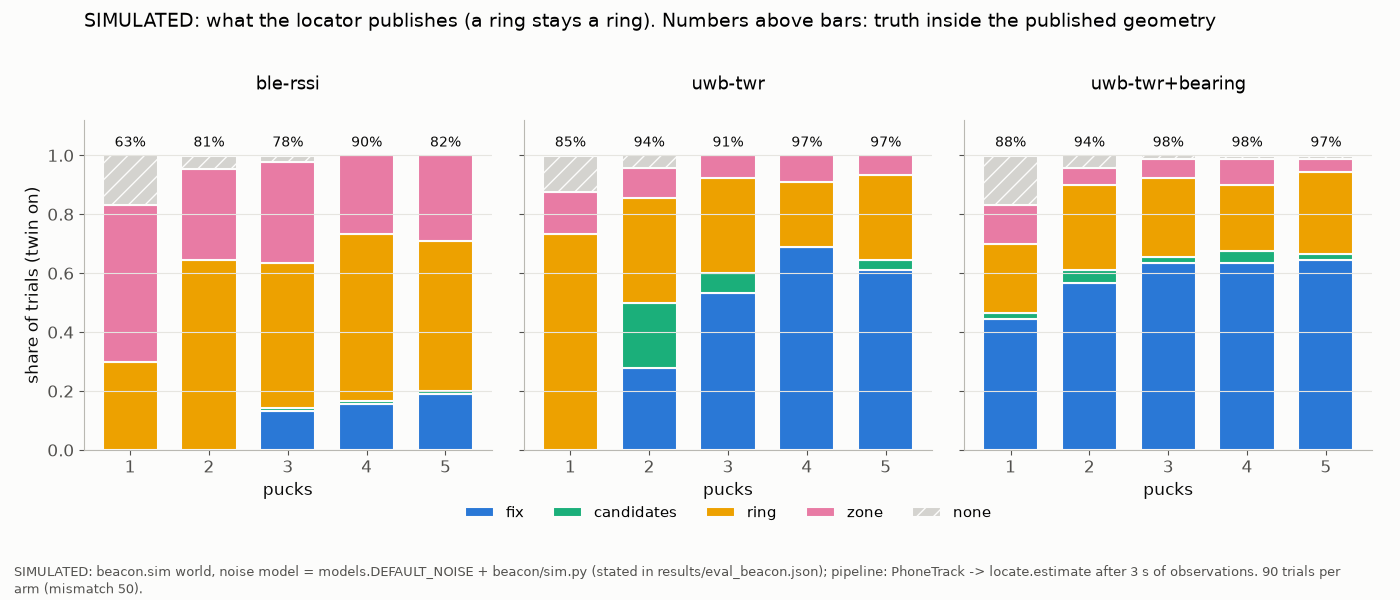 SIMULATED: what the locator publishes (a ring stays a ring). Numbers above bars: truth inside the published geometry
ble-rssi
uwb-twr
uwb-twr+bearing
63% 81% 78% 90% 82%
85% 94% 91% 97% 97%
88% 94% 98% 98% 97%
share of trials (twin on)
1.0
0.8
0.6
0.4
0.2
0.0
1 2 3 4 5
1 2 3 4 5
1 2 3 4 5
pucks
pucks
pucks
fix candidates ring zone none
SIMULATED: beacon.sim world, noise model = models.DEFAULT_NOISE + beacon/sim.py (stated in results/eval_beacon.json); pipeline: PhoneTrack -> locate.estimate after 3 s of observations. 90 trials per
arm (mismatch 50).